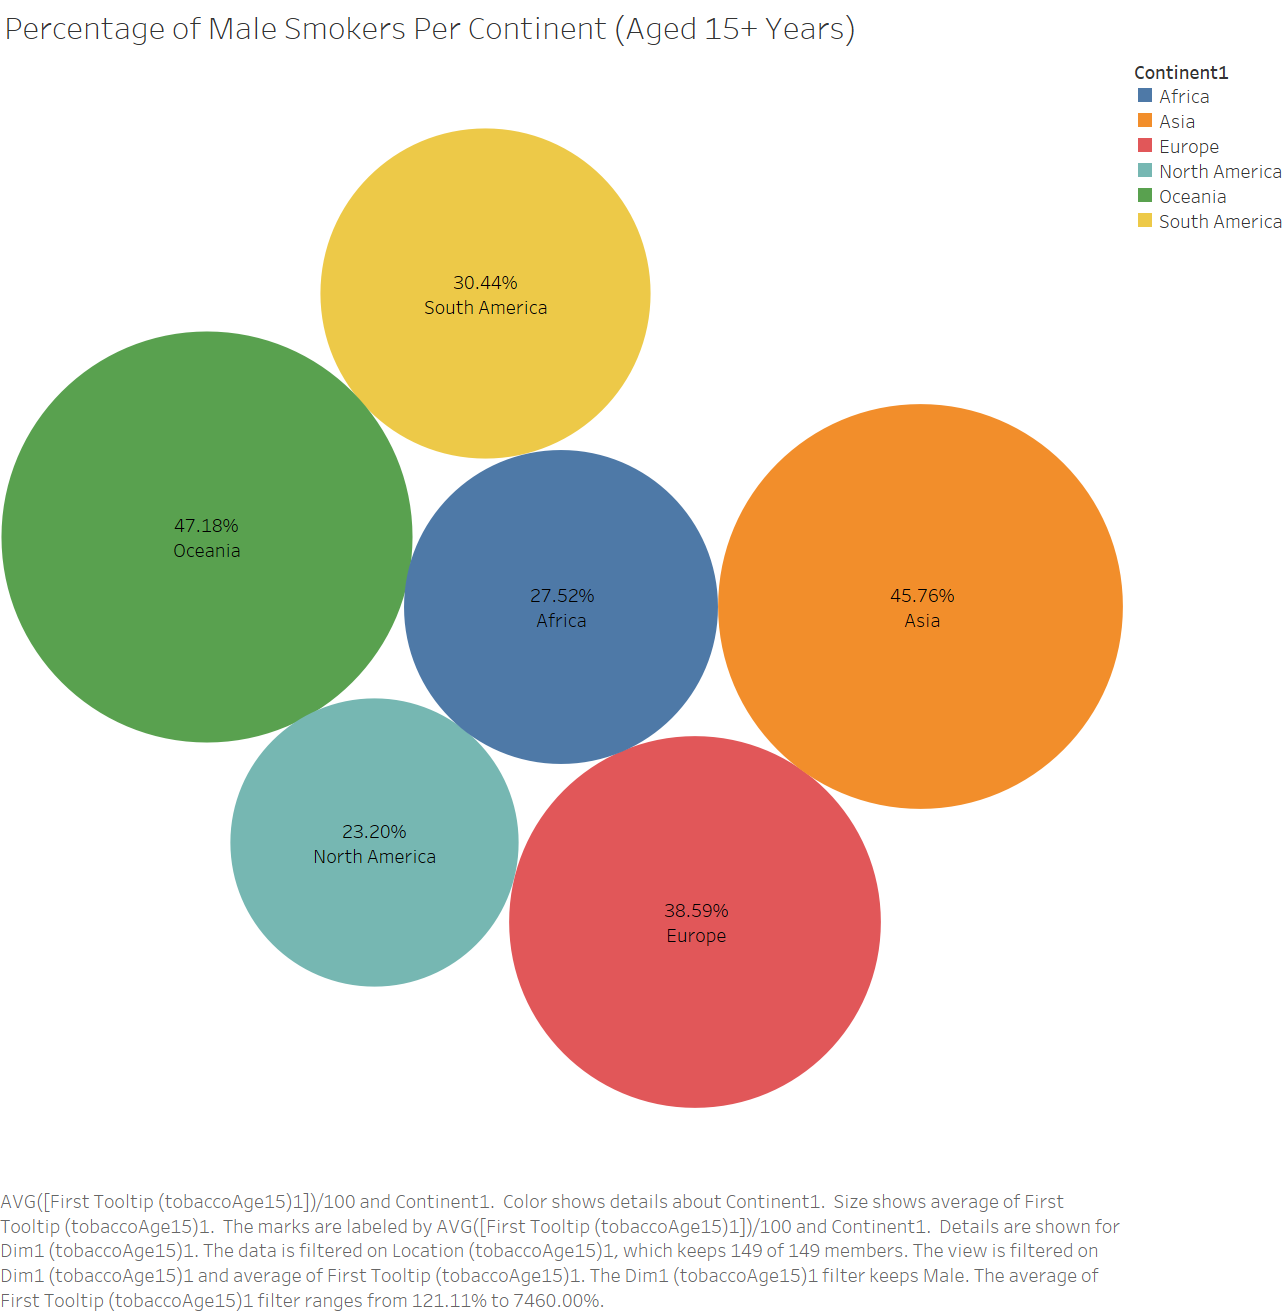 Percentage of Male Smokers Per Continent (Aged 15+ Years)
Continent1
Africa
Asia
Europe
North America
Oceania
South America
30.44%
South America
47.18%
Oceania
27.52%
Africa
45.76%
Asia
23.20%
North America
38.59%
Europe
AVG([First Tooltip (tobaccoAge15)1])/100 and Continent1.  Color shows details about Continent1.  Size shows average of First
Tooltip (tobaccoAge15)1.  The marks are labeled by AVG([First Tooltip (tobaccoAge15)1])/100 and Continent1.  Details are shown for
Dim1 (tobaccoAge15)1. The data is filtered on Location (tobaccoAge15)1, which keeps 149 of 149 members. The view is filtered on
Dim1 (tobaccoAge15)1 and average of First Tooltip (tobaccoAge15)1. The Dim1 (tobaccoAge15)1 filter keeps Male. The average of
First Tooltip (tobaccoAge15)1 filter ranges from 121.11% to 7460.00%.